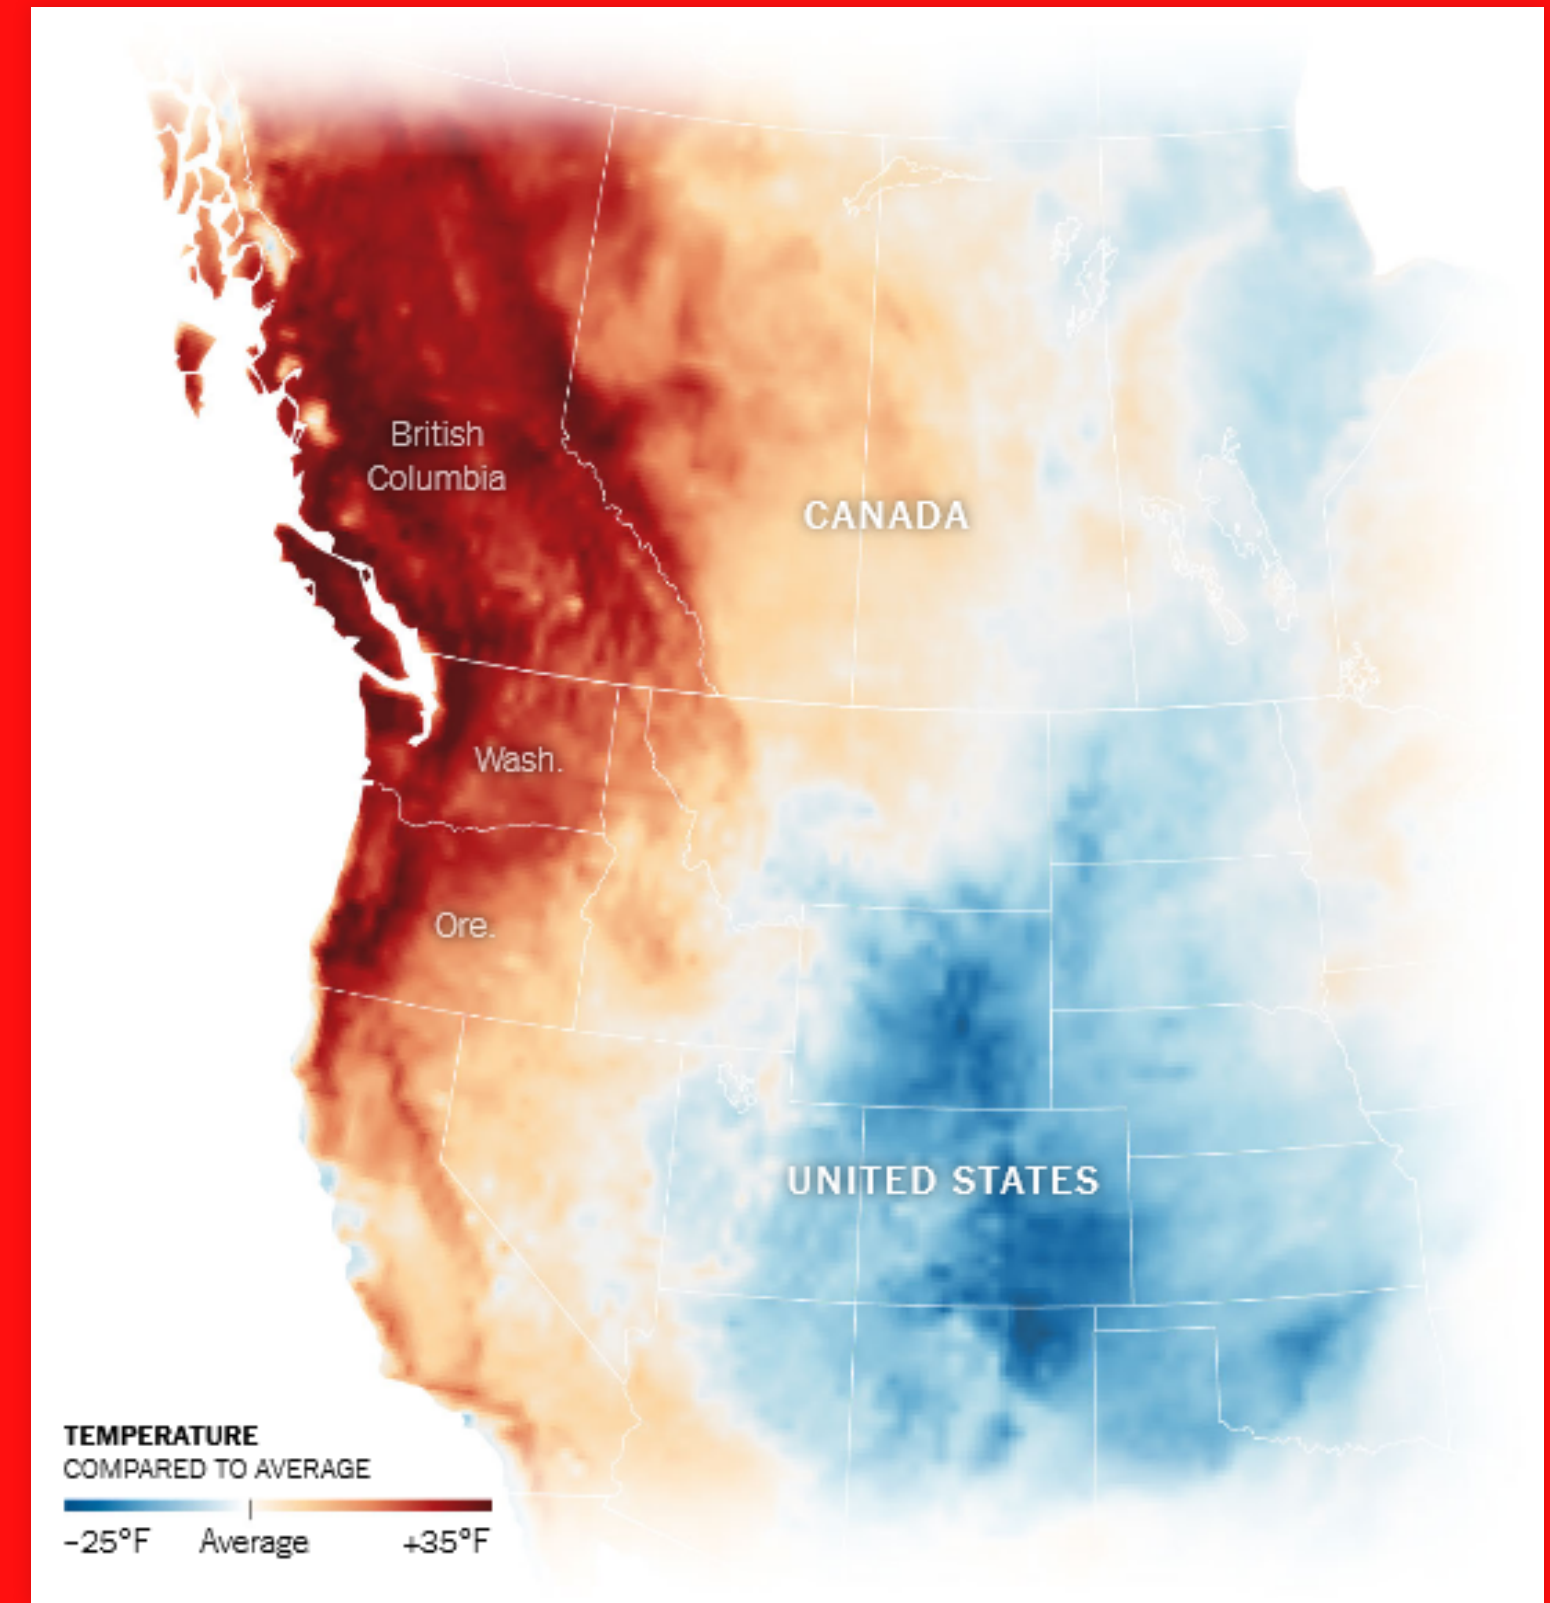 British
Columbia
CANADA
Wash.
Ore.
UNITED STATES
TEMPERATURE
COMPARED TO AVERAGE
–25°F Average +35°F